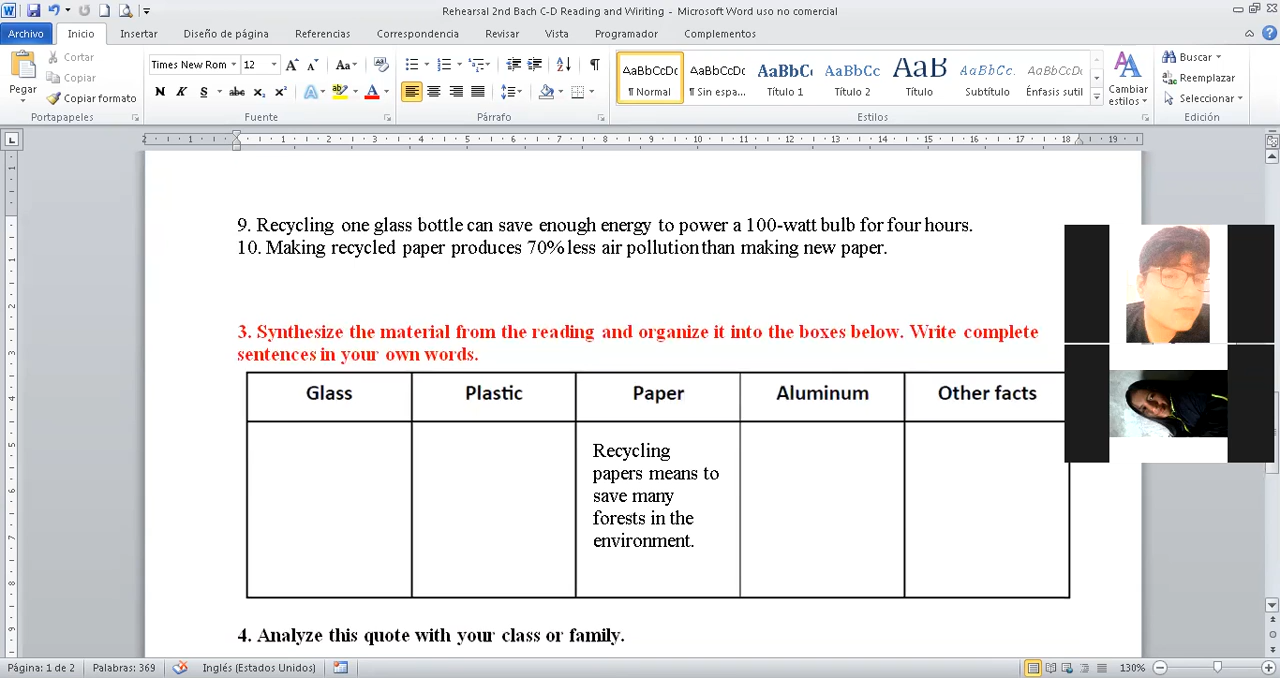 Rehearsal 2nd Bach C-D Reading and Wiriting - Microsoft Word uso no comercial
Archivo Inicio Insertar Diseño de página Referencias Correspondencia Revisar Vista Programador Complementos
Cortar
Copiar
Copiar formato
Pegar
Portapapeles
Times New Rom 12
Fuente
Párrafo
AaBbCcDc AaBbCcDc AaBbC( AaBbCc AaB AaBbCc. AaBbCcDc
¶ Normal ¶ Sin espa... Título 1 Título 2 Título Subtítulo Énfasis sutil
Estilos
Cambiar
estilos
Buscar
Reemplazar
Seleccionar
Edición
9. Recycling one glass bottle can save enough energy to power a 100-watt bulb for four hours.
10. Making recycled paper produces 70% less air pollution than making new paper.
3. Synthesize the material from the reading and organize it into the boxes below. Write complete
sentences in your own words.
Glass Plastic Paper Aluminum Other facts
Recycling
papers means to
save many
forests in the
environment.
4. Analyze this quote with your class or family.
Página: 1 de 2 Palabras: 369 Inglés (Estados Unidos) 130%